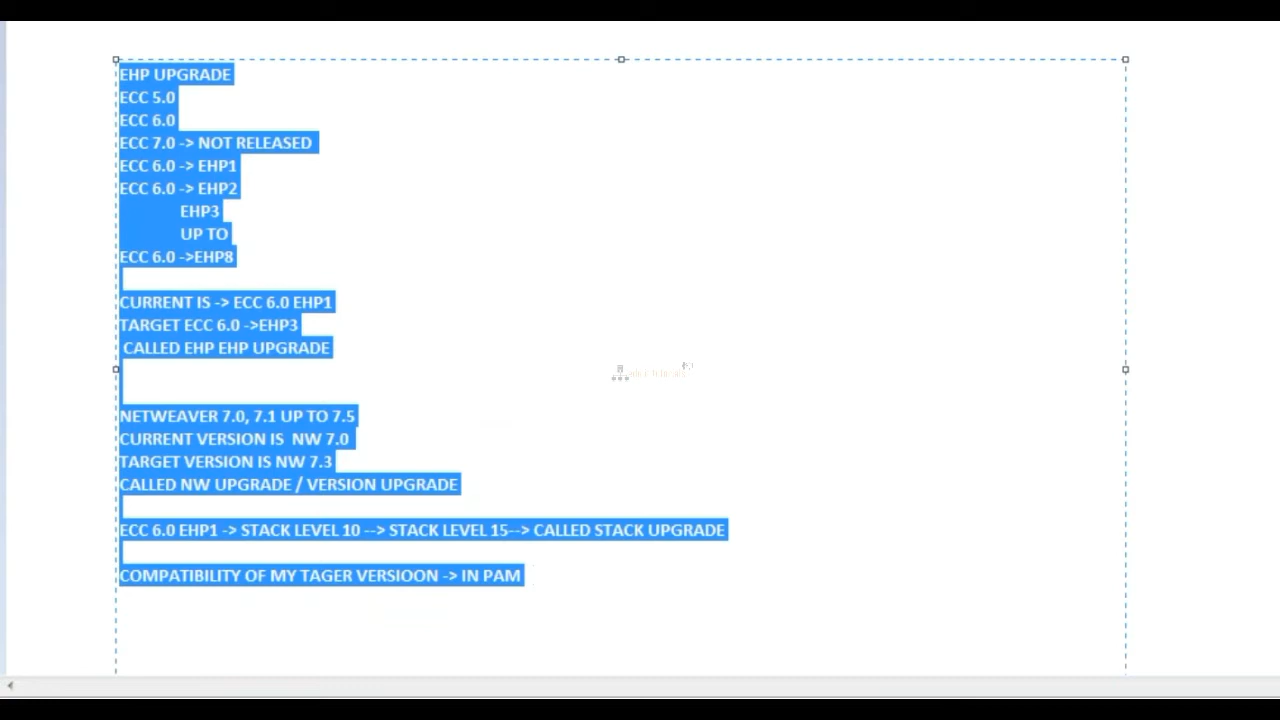 EHP UPGRADE
ECC 5.0
ECC 6.0
ECC 7.0 -> NOT RELEASED
ECC 6.0 -> EHP1
ECC 6.0 -> EHP2
EHP3
UP TO
ECC 6.0 ->EHP8
CURRENT IS -> ECC 6.0 EHP1
TARGET ECC 6.0 ->EHP3
CALLED EHP EHP UPGRADE
NETWEAVER 7.0, 7.1 UP TO 7.5
CURRENT VERSION IS NW 7.0
TARGET VERSION IS NW 7.3
CALLED NW UPGRADE / VERSION UPGRADE
ECC 6.0 EHP1 -> STACK LEVEL 10 --> STACK LEVEL 15--> CALLED STACK UPGRADE
COMPATIBILITY OF MY TAGER VERSIOON -> IN PAM